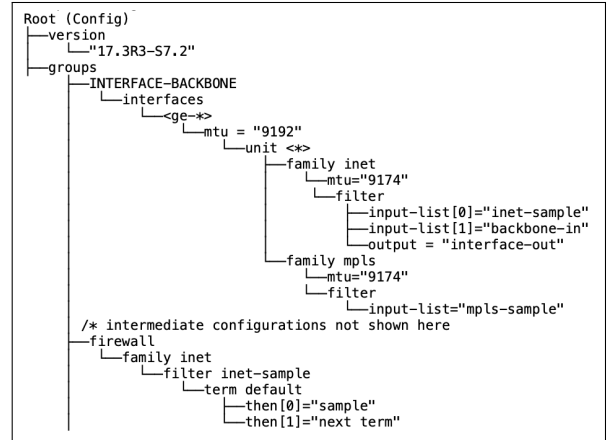 Root (Config)
├──version
│   └──"17.3R3-S7.2"
├──groups
│   ├──INTERFACE-BACKBONE
│   │   └──interfaces
│   │       └──<ge-*>
│   │           └──mtu = "9192"
│   │               └──unit <*>
│   │                   ├──family inet
│   │                   │   └──mtu="9174"
│   │                   │   └──filter
│   │                   │       ├──input-list[0]="inet-sample"
│   │                   │       ├──input-list[1]="backbone-in"
│   │                   │       └──output = "interface-out"
│   │                   └──family mpls
│   │                       └──mtu="9174"
│   │                       └──filter
│   │                           └──input-list="mpls-sample"
/* intermediate configurations not shown here
├──firewall
│   └──family inet
│       └──filter inet-sample
│           └──term default
│               ├──then[0]="sample"
│               └──then[1]="next term"